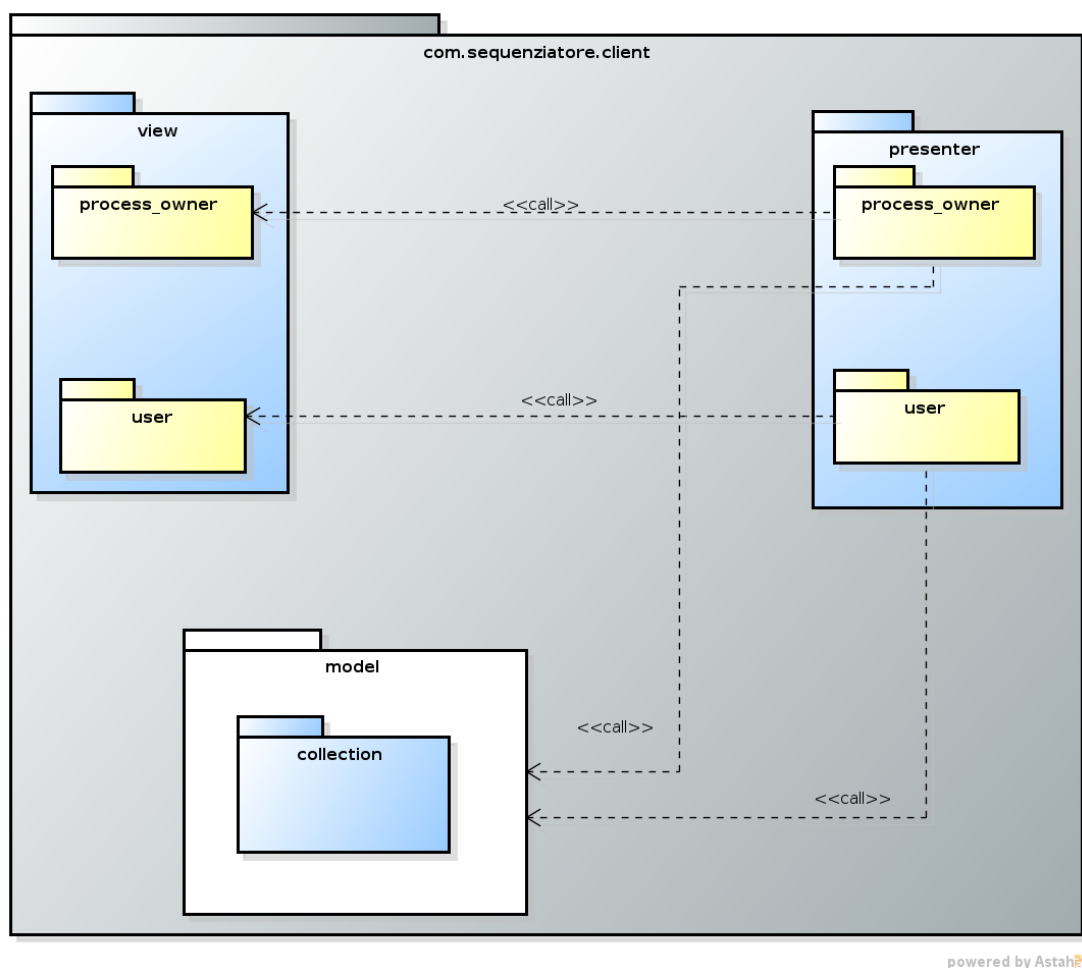 com.sequenziatore.client
view
presenter
process_owner
<<call>>
process_owner
user
<<call>>
user
model
<<call>>
collection
<<call>>
powered by Astah